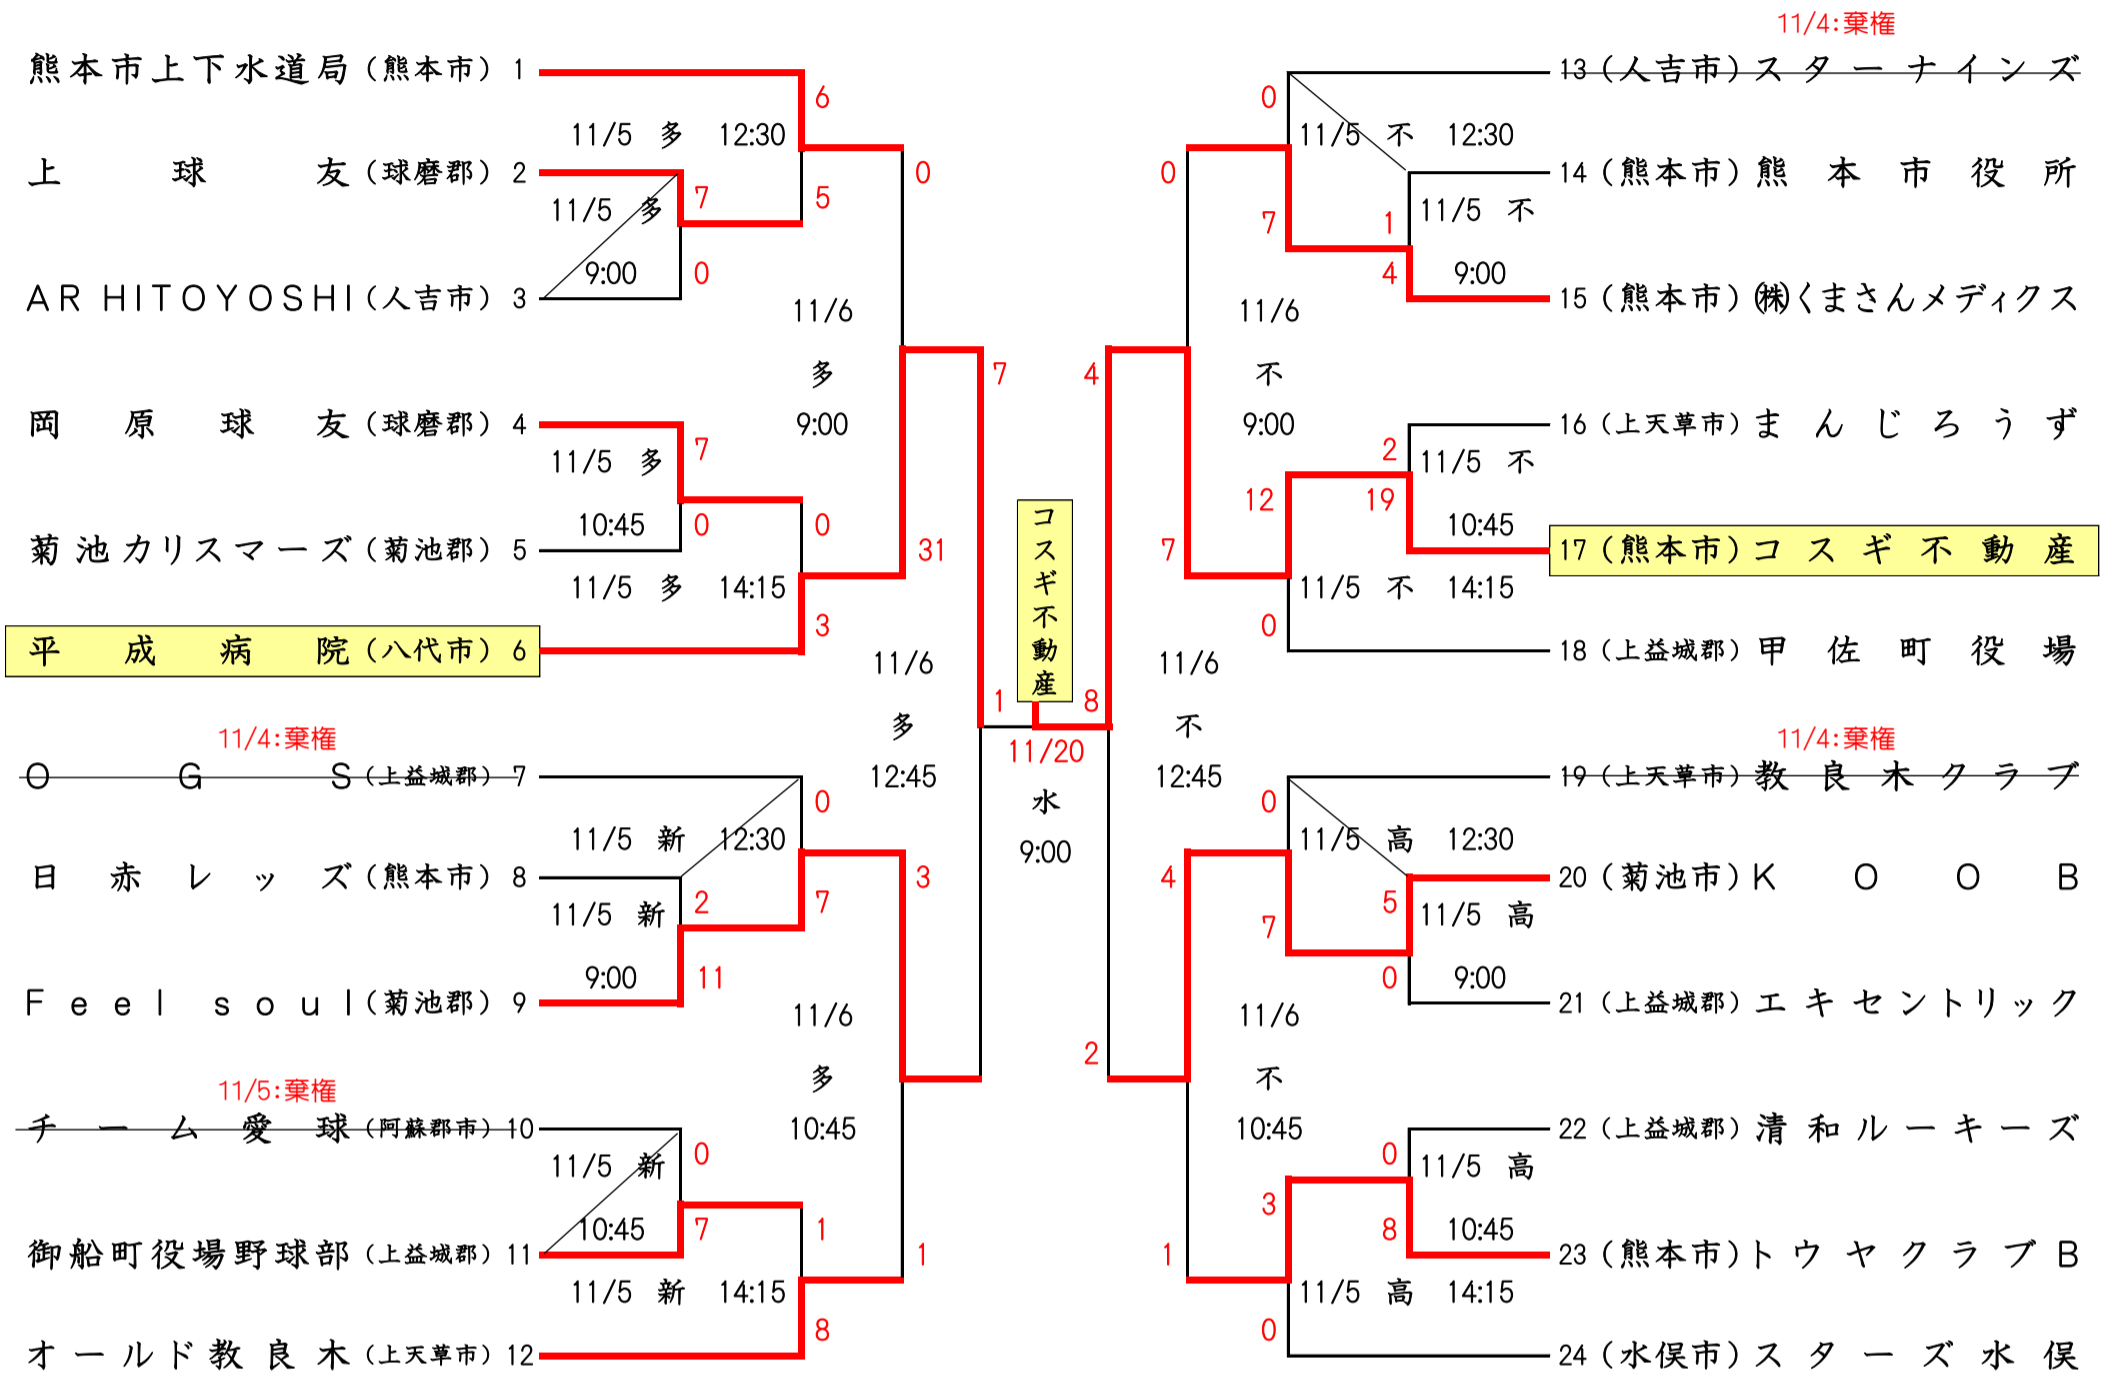 11/4:棄権
熊本市上下水道局(熊本市) 1
6
11/5 多 12:30
上球友(球磨郡) 2
7
5
0
11/5 多
9:00
0
AR HITOYOSHI(人吉市) 3
11/6
多
9:00
岡原球友(球磨郡) 4
7
11/5 多
10:45
0
0
31
菊池カリスマーズ(菊池郡) 5
11/5 多 14:15
3
平成病院(八代市) 6
7
11/6
多
12:45
1
11/4:棄権
OGS(上益城郡) 7
0
11/5 新 12:30
日赤レッズ(熊本市) 8
2
7
3
11/5 新
9:00
11
Feel soul(菊池郡) 9
11/6
多
10:45
11/5:棄権
チーム愛球(阿蘇郡市) 10
0
11/5 新
10:45
7
1
1
御船町役場野球部(上益城郡) 11
11/5 新 14:15
8
オールド教良木(上天草市) 12
コスギ不動産
11/20
水
9:00
13(人吉市)スターナインズ
0
11/5 不 12:30
14(熊本市)熊本市役所
0
7
1
11/5 不
4
9:00
15(熊本市)㈱くまさんメディクス
11/6
不
9:00
4
16(上天草市)まんじろうず
2
11/5 不
12
19
10:45
7
17(熊本市)コスギ不動産
11/5 不 14:15
0
18(上益城郡)甲佐町役場
8
11/6
不
12:45
11/4:棄権
19(上天草市)教良木クラブ
0
11/5 高 12:30
20(菊池市)KOOB
4
7
5
11/5 高
0
9:00
21(上益城郡)エキセントリック
11/6
不
10:45
2
22(上益城郡)清和ルーキーズ
0
11/5 高
3
8
10:45
1
23(熊本市)トウヤクラブB
11/5 高 14:15
0
24(水俣市)スターズ水俣